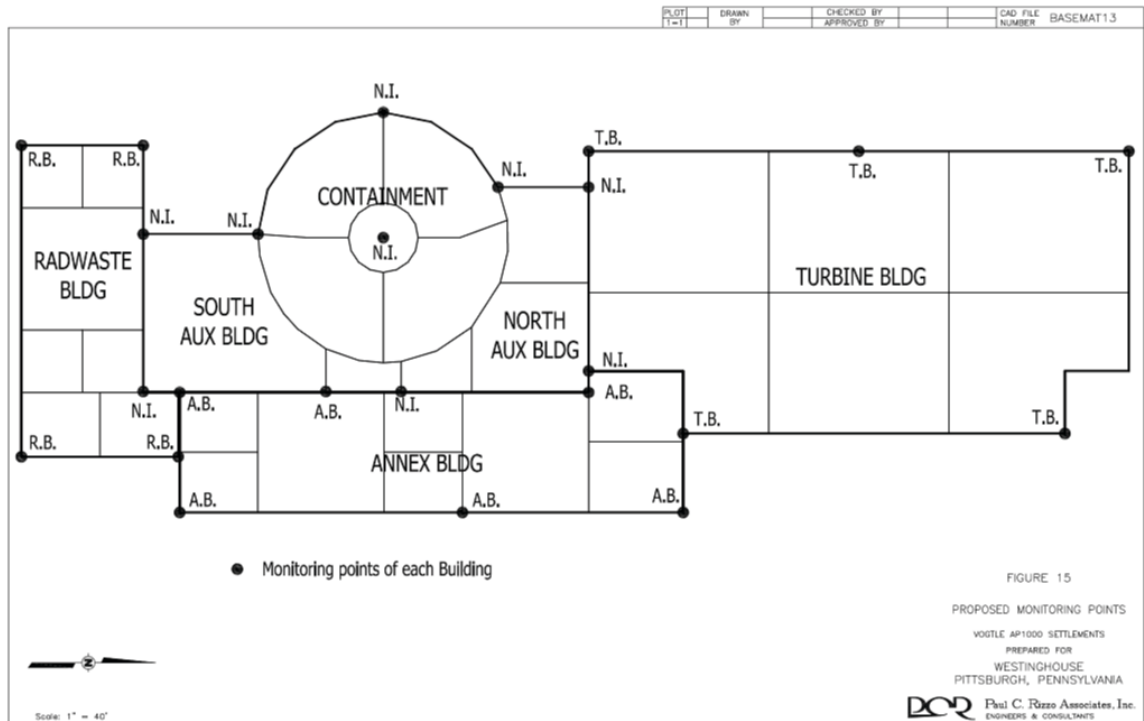 PLOT
1=1
DRAWN
BY
CHECKED BY
APPROVED BY
CAD FILE
NUMBER
BASEMAT13
N.I.
T.B.
R.B.
R.B.
N.I.
T.B.
T.B.
N.I.
CONTAINMENT
N.I.
N.I.
N.I.
RADWASTE
BLDG
TURBINE BLDG
SOUTH
AUX BLDG
NORTH
AUX BLDG
N.I.
N.I.
A.B.
A.B.
N.I.
A.B.
T.B.
T.B.
R.B.
R.B.
ANNEX BLDG
A.B.
A.B.
A.B.
Monitoring points of each Building
FIGURE 15
PROPOSED MONITORING POINTS
VOGTLE AP1000 SETTLEMENTS
PREPARED FOR
WESTINGHOUSE
PITTSBURGH, PENNSYLVANIA
N
Scale: 1" = 40'
PCR Paul C. Rizzo Associates, Inc.
ENGINEERS & CONSULTANTS